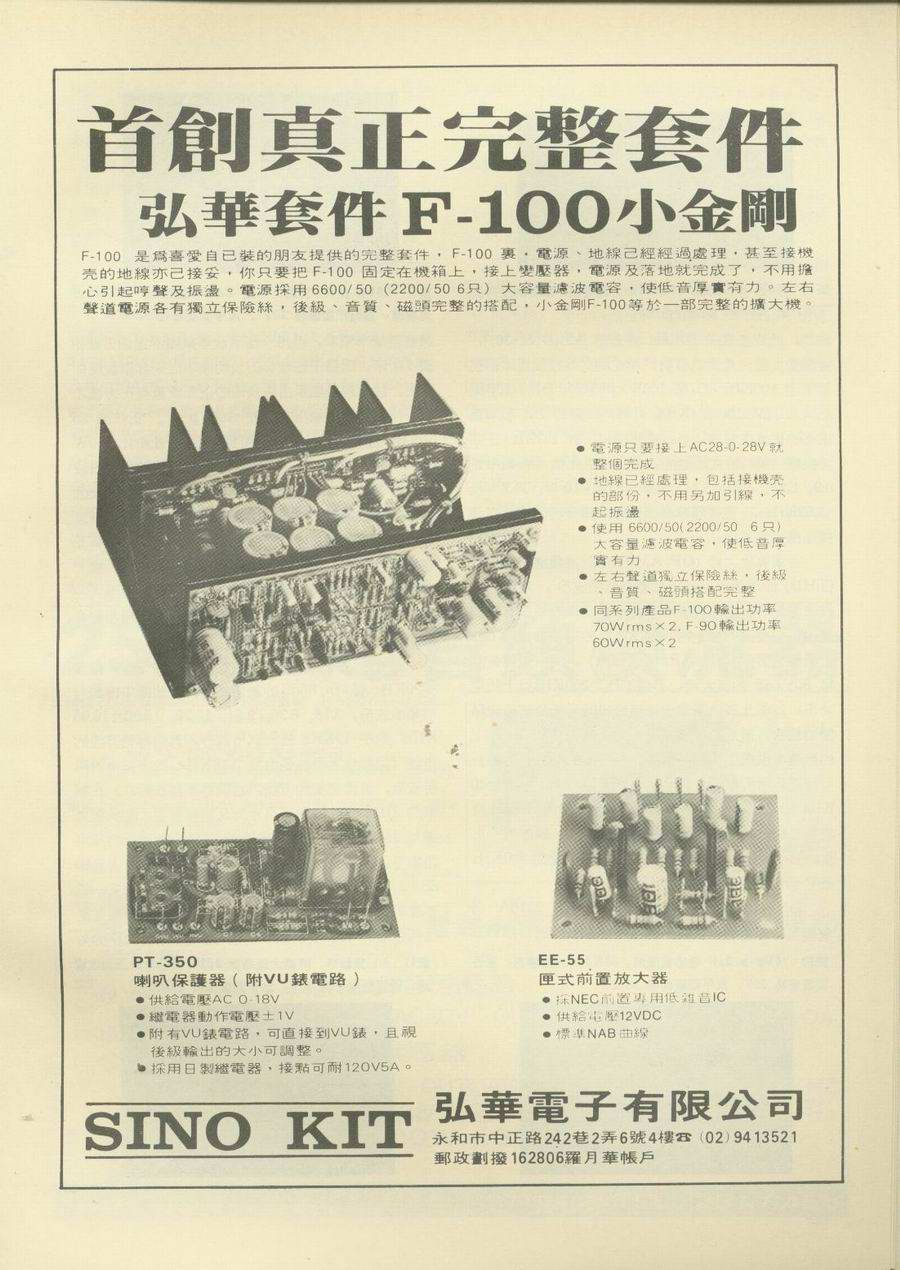 首創真正完整套件
弘華套件F-100小金剛
F-100 是爲喜愛自己裝的朋友提供的完整套件，F-100 裏，電源、地線已經經過處理，甚至接機
壳的地線亦已接妥，你只要把 F-100 固定在機箱上，接上變壓器，電源及落地就完成了，不用擔
心引起哼聲及振盪。電源採用6600/50（2200/50 6只）大容量濾波電容，使低音厚實有力。左右
聲道電源各有獨立保險絲，後級、音質、磁頭完整的搭配，小金剛F-100等於一部完整的擴大機。
● 電源只要接上AC28-0-28V就
整個完成
● 地線已經處理，包括接機壳
的部份，不用另加引線，不
起振盪
● 使用 6600/50(2200/50 6只)
大容量濾波電容，使低音厚
實有力
● 左右聲道獨立保險絲，後級
、音質、磁頭搭配完整
● 同系列產品F-100輸出功率
70Wrms×2, F-90輸出功率
60Wrms×2
PT-350
喇叭保護器（附VU錶電路）
● 供給電壓AC 0-18V
● 繼電器動作電壓±1V
● 附有VU錶電路，可直接到VU錶，且視
後級輸出的大小可調整。
● 採用日製繼電器，接點可耐120V5A。
EE-55
匣式前置放大器
● 採NEC前置專用低雜音IC
● 供給電壓12VDC
● 標準NAB曲線
SINO KIT
弘華電子有限公司
永和市中正路242巷2弄6號4樓☎(02)9413521
郵政劃撥162806羅月華帳戶